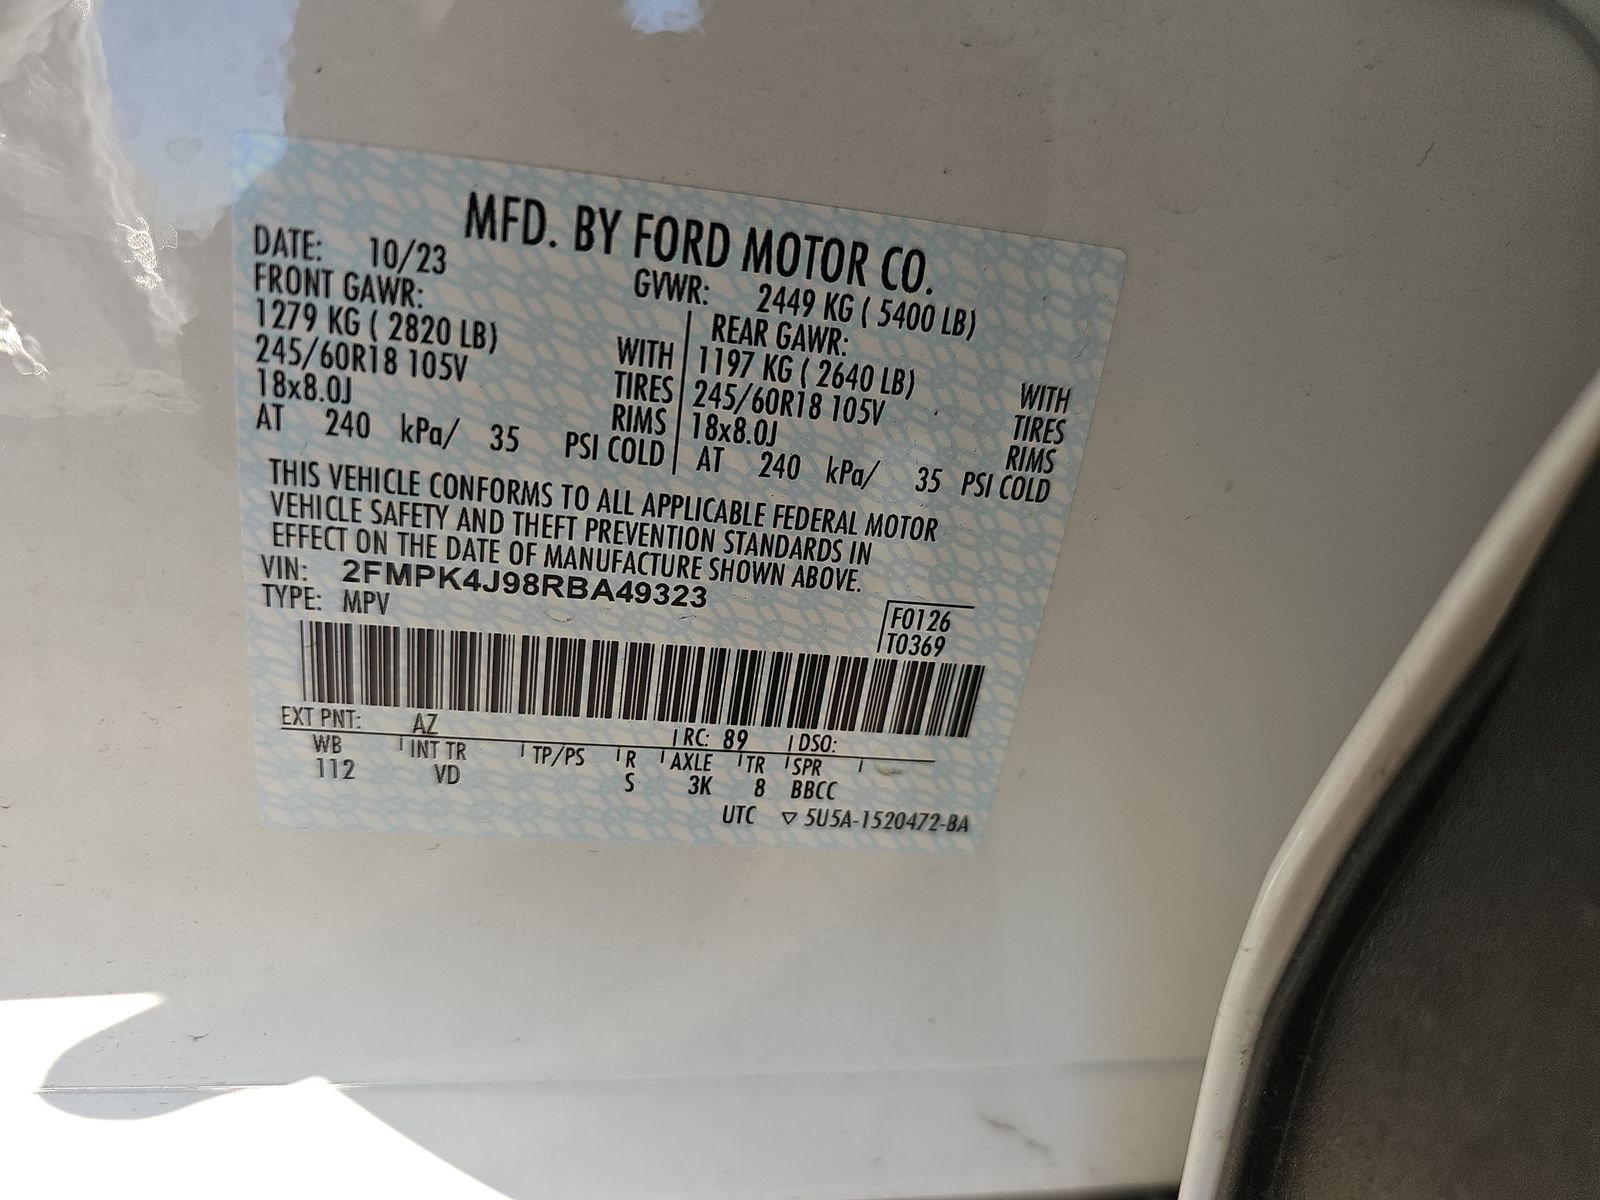 MFD. BY FORD MOTOR CO.
DATE: 10/23 GVWR: 2449 KG ( 5400 LB)
FRONT GAWR: REAR GAWR:
1279 KG ( 2820 LB) WITH 1197 KG ( 2640 LB) WITH
245/60R18 105V TIRES 245/60R18 105V TIRES
18x8.0J RIMS 18x8.0J RIMS
AT 240 kPa/ 35 PSI COLD AT 240 kPa/ 35 PSI COLD
THIS VEHICLE CONFORMS TO ALL APPLICABLE FEDERAL MOTOR
VEHICLE SAFETY AND THEFT PREVENTION STANDARDS IN
EFFECT ON THE DATE OF MANUFACTURE SHOWN ABOVE.
VIN: 2FMPK4J98RBA49323
TYPE: MPV
F0126
T0369
EXT PNT: AZ RC: 89 DSO:
WB INT TR TP/PS R AXLE TR SPR
112 VD S 3K 8 BBCC
UTC ▽ 5U5A-1520472-BA